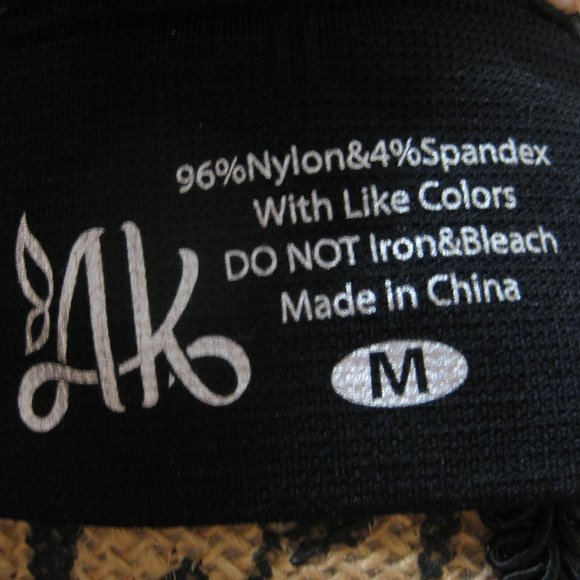 96%Nylon&4%Spandex
With Like Colors
DO NOT Iron&Bleach
Made in China
AK
M